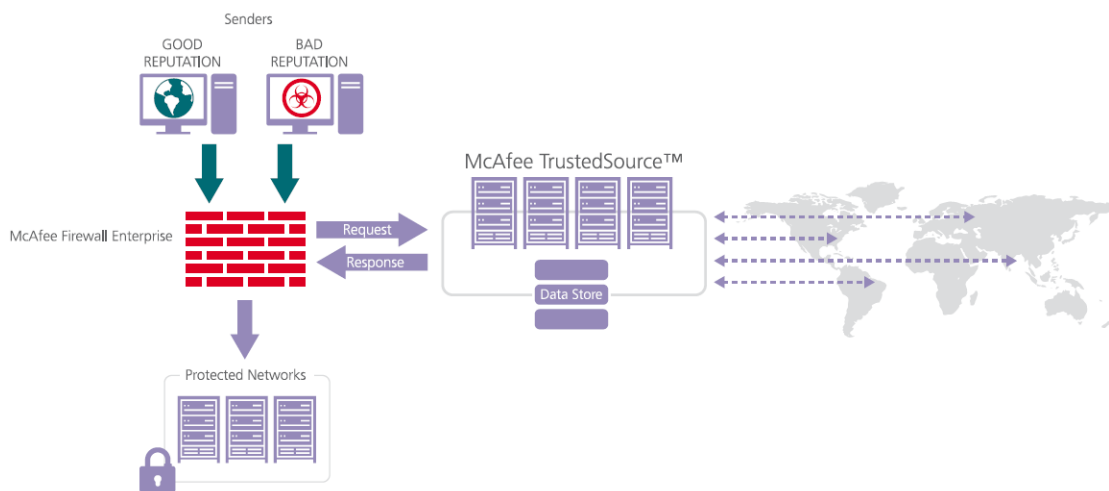 Senders
GOOD
REPUTATION
BAD
REPUTATION
McAfee TrustedSource™
McAfee Firewall Enterprise
Request
Response
Data Store
Protected Networks